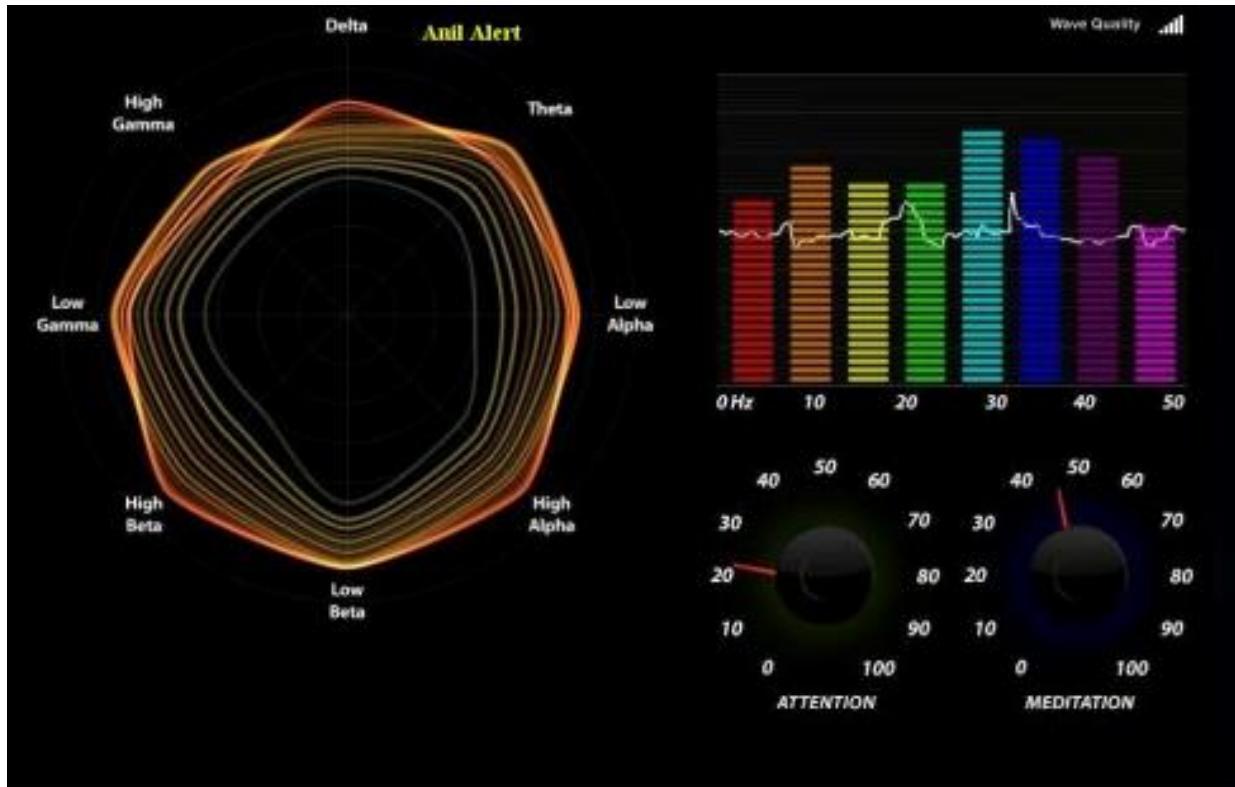 Delta
Anil Alert
Wave Quality
High
Gamma
Theta
Low
Gamma
Low
Alpha
High
Beta
High
Alpha
Low
Beta
0 Hz 10 20 30 40 50
0 10 20 30 40 50 60 70 80 90 100
ATTENTION
0 10 20 30 40 50 60 70 80 90 100
MEDITATION